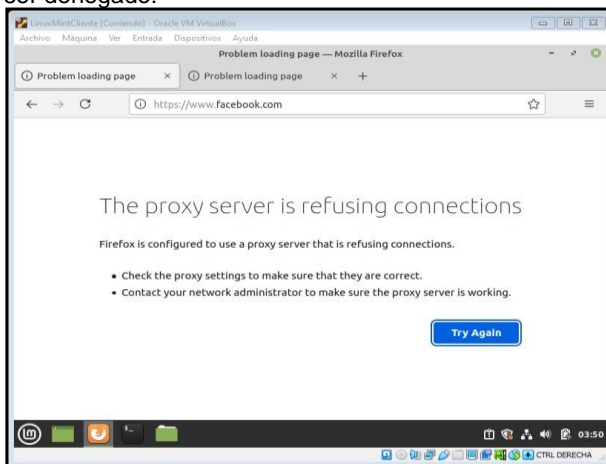 ser denegado.
LinuxMintCliente [Corriendo] - Oracle VM VirtualBox
Archivo Máquina Ver Entrada Dispositivos Ayuda
Problem loading page — Mozilla Firefox
Problem loading page
Problem loading page
https://www.facebook.com
The proxy server is refusing connections
Firefox is configured to use a proxy server that is refusing connections.
Check the proxy settings to make sure that they are correct.
Contact your network administrator to make sure the proxy server is working.
Try Again
03:50
CTRL DERECHA